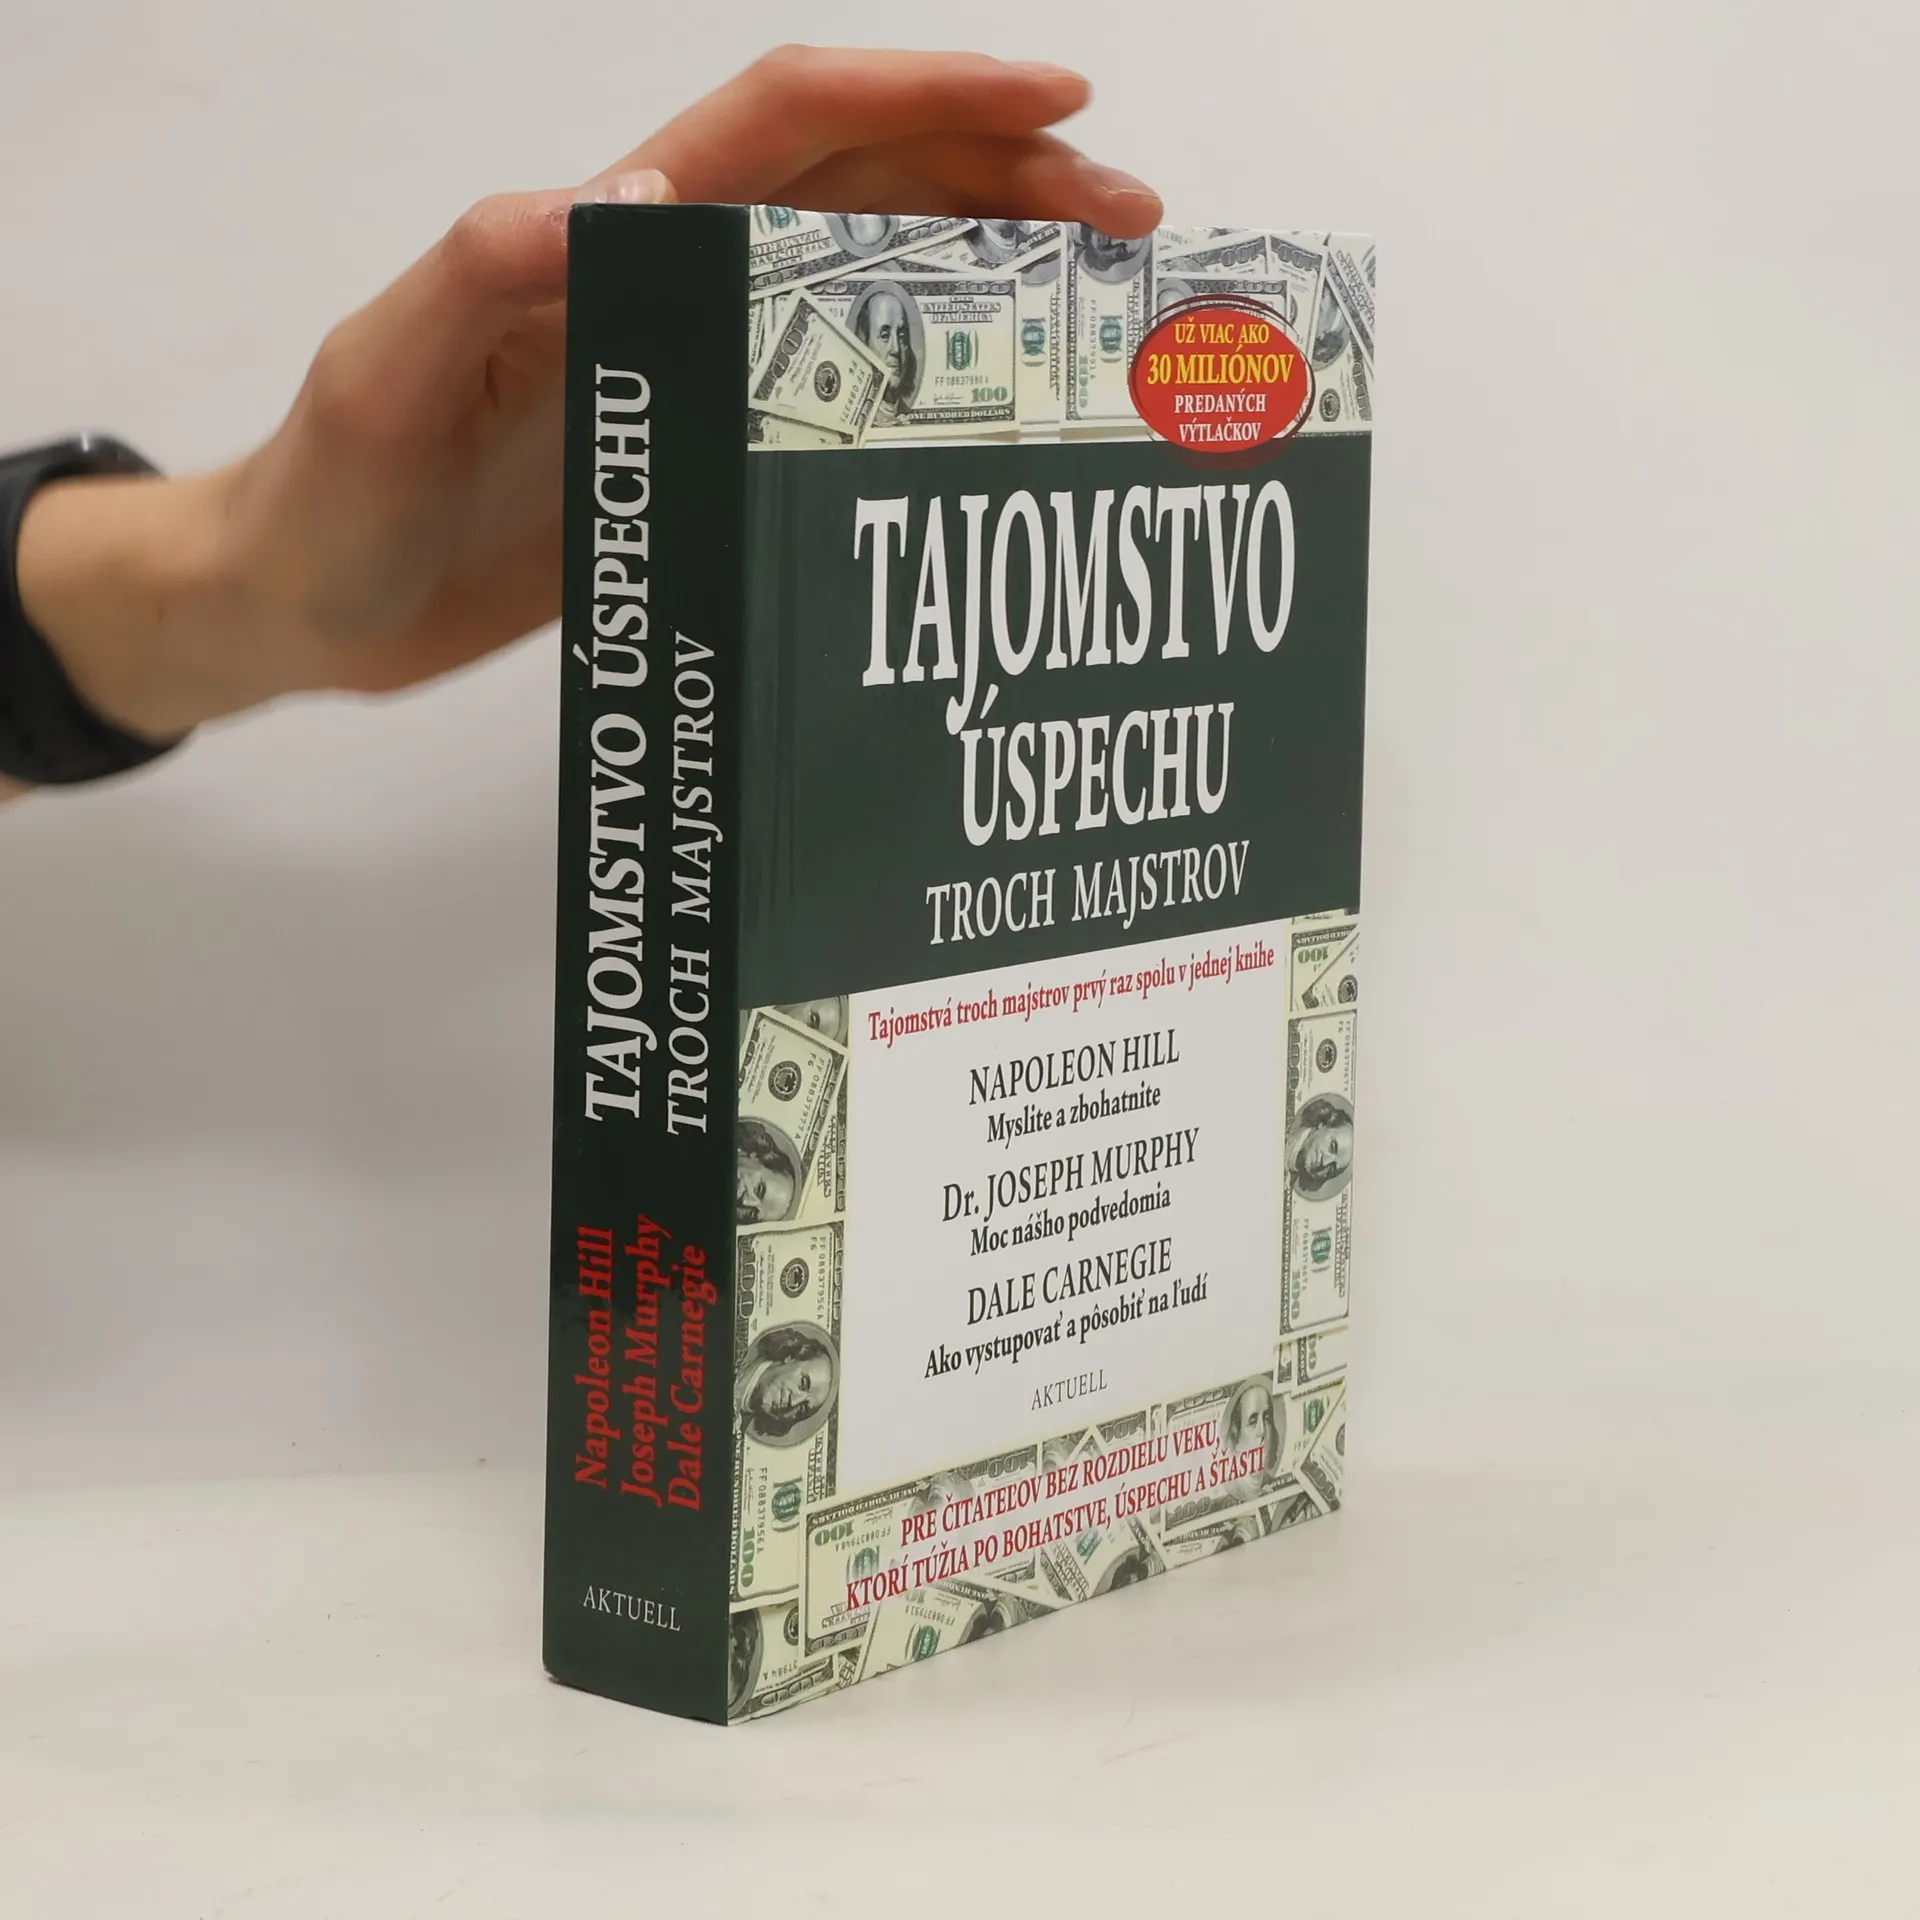 TAJOMSTVO ÚSPECHU
TROCH MAJSTROV
Napoleon Hill
Joseph Murphy
Dale Carnegie
AKTUELL
UŽ VIAC AKO
30 MILIÓNOV
PREDANÝCH
VÝTLAČKOV
TAJOMSTVO
ÚSPECHU
TROCH MAJSTROV
Tajomstvá troch majstrov prvý raz spolu v jednej knihe
NAPOLEON HILL
Myslite a zbohatnite
Dr. JOSEPH MURPHY
Moc nášho podvedomia
DALE CARNEGIE
Ako vystupovať a pôsobiť na ľudí
AKTUELL
PRE ČITATEĽOV BEZ ROZDIELU VEKU,
KTORÍ TÚŽIA PO BOHATSTVE, ÚSPECHU A ŠŤASTI